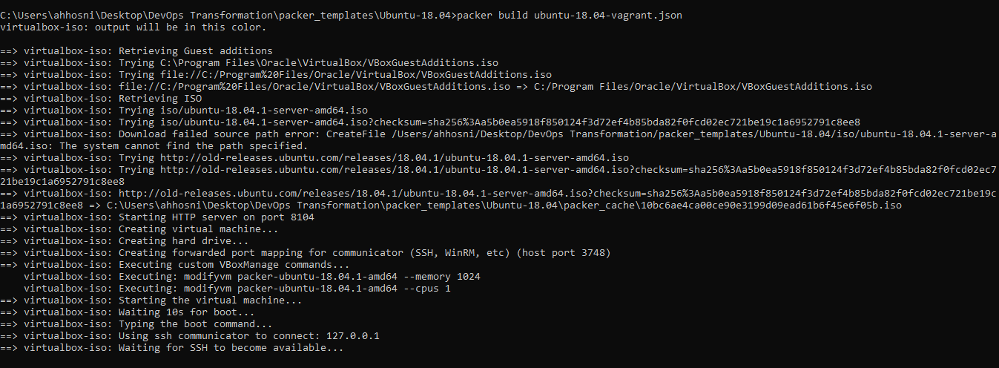 C:\Users\ahhosni\Desktop\DevOps Transformation\packer_templates\Ubuntu-18.04>packer build ubuntu-18.04-vagrant.json
virtualbox-iso: output will be in this color.
==> virtualbox-iso: Retrieving Guest additions
==> virtualbox-iso: Trying C:\Program Files\Oracle\VirtualBox/VBoxGuestAdditions.iso
==> virtualbox-iso: Trying file://C:/Program%20Files/Oracle/VirtualBox/VBoxGuestAdditions.iso
==> virtualbox-iso: file://C:/Program%20Files/Oracle/VirtualBox/VBoxGuestAdditions.iso => C:/Program Files/Oracle/VirtualBox/VBoxGuestAdditions.iso
==> virtualbox-iso: Retrieving ISO
==> virtualbox-iso: Trying iso/ubuntu-18.04.1-server-amd64.iso
==> virtualbox-iso: Trying iso/ubuntu-18.04.1-server-amd64.iso?checksum=sha256%3Aa5b0ea5918f850124f3d72ef4b85bda82f0fcd02ec721be19c1a6952791c8ee8
==> virtualbox-iso: Download failed source path error: CreateFile /Users/ahhosni/Desktop/DevOps Transformation/packer_templates/Ubuntu-18.04/iso/ubuntu-18.04.1-server-a
md64.iso: The system cannot find the path specified.
==> virtualbox-iso: Trying http://old-releases.ubuntu.com/releases/18.04.1/ubuntu-18.04.1-server-amd64.iso
==> virtualbox-iso: Trying http://old-releases.ubuntu.com/releases/18.04.1/ubuntu-18.04.1-server-amd64.iso?checksum=sha256%3Aa5b0ea5918f850124f3d72ef4b85bda82f0fcd02ec7
21be19c1a6952791c8ee8
==> virtualbox-iso: http://old-releases.ubuntu.com/releases/18.04.1/ubuntu-18.04.1-server-amd64.iso?checksum=sha256%3Aa5b0ea5918f850124f3d72ef4b85bda82f0fcd02ec721be19c
1a6952791c8ee8 => C:\Users\ahhosni\Desktop\DevOps Transformation\packer_templates\Ubuntu-18.04\packer_cache\10bc6ae4ca00ce90e3199d09ead61b6f45e6f05b.iso
==> virtualbox-iso: Starting HTTP server on port 8104
==> virtualbox-iso: Creating virtual machine...
==> virtualbox-iso: Creating hard drive...
==> virtualbox-iso: Creating forwarded port mapping for communicator (SSH, WinRM, etc) (host port 3748)
==> virtualbox-iso: Executing custom VBoxManage commands...
    virtualbox-iso: Executing: modifyvm packer-ubuntu-18.04.1-amd64 --memory 1024
    virtualbox-iso: Executing: modifyvm packer-ubuntu-18.04.1-amd64 --cpus 1
==> virtualbox-iso: Starting the virtual machine...
==> virtualbox-iso: Waiting 10s for boot...
==> virtualbox-iso: Typing the boot command...
==> virtualbox-iso: Using ssh communicator to connect: 127.0.0.1
==> virtualbox-iso: Waiting for SSH to become available...